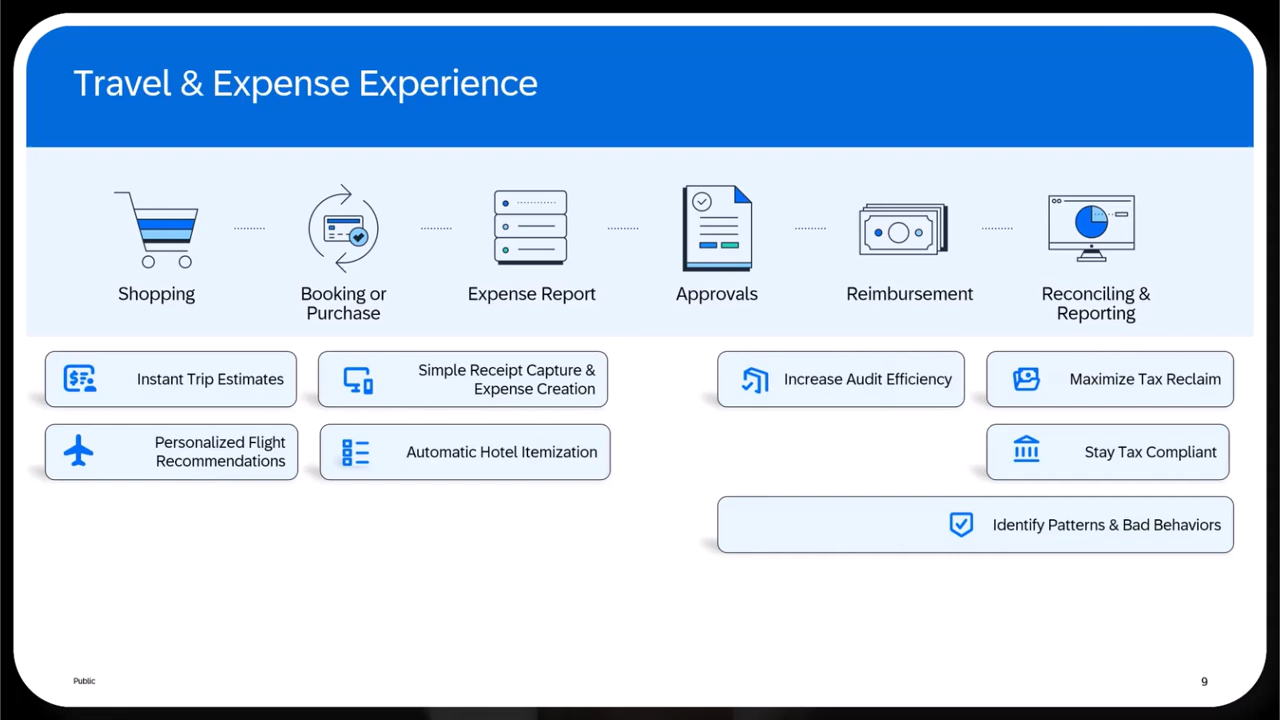 Travel & Expense Experience
Shopping
Booking or
Purchase
Expense Report
Approvals
Reimbursement
Reconciling &
Reporting
Instant Trip Estimates
Simple Receipt Capture &
Expense Creation
Increase Audit Efficiency
Maximize Tax Reclaim
Personalized Flight
Recommendations
Automatic Hotel Itemization
Stay Tax Compliant
Identify Patterns & Bad Behaviors
Public
9